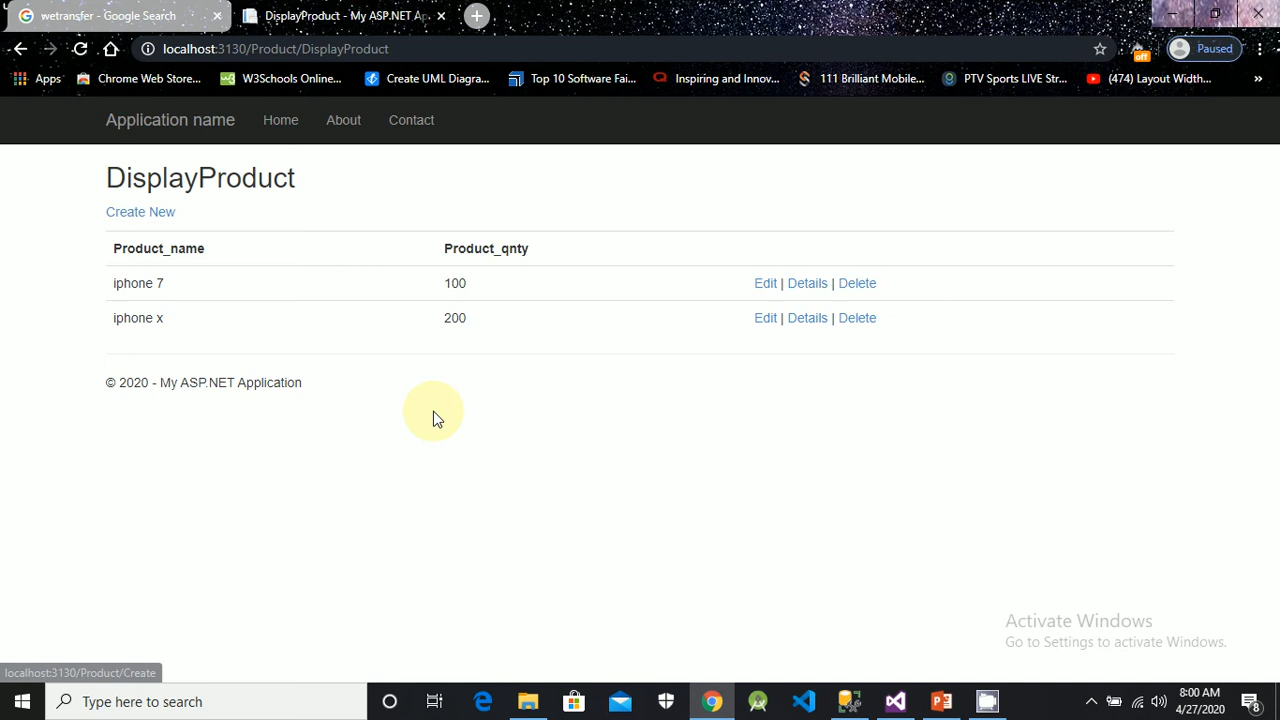 wetransfer - Google Search
DisplayProduct - My ASP.NET Ap
localhost:3130/Product/DisplayProduct
Paused
Apps
Chrome Web Store...
W3Schools Online...
Create UML Diagra...
Top 10 Software Fai...
Inspiring and Innov...
111 Brilliant Mobile...
PTV Sports LIVE Str...
(474) Layout Width...
»
off
Application name
Home
About
Contact
DisplayProduct
Create New
Product_name Product_qnty
iphone 7 100 Edit | Details | Delete
iphone x 200 Edit | Details | Delete
© 2020 - My ASP.NET Application
Activate Windows
Go to Settings to activate Windows.
localhost:3130/Product/Create
Type here to search
8:00 AM
4/27/2020
8